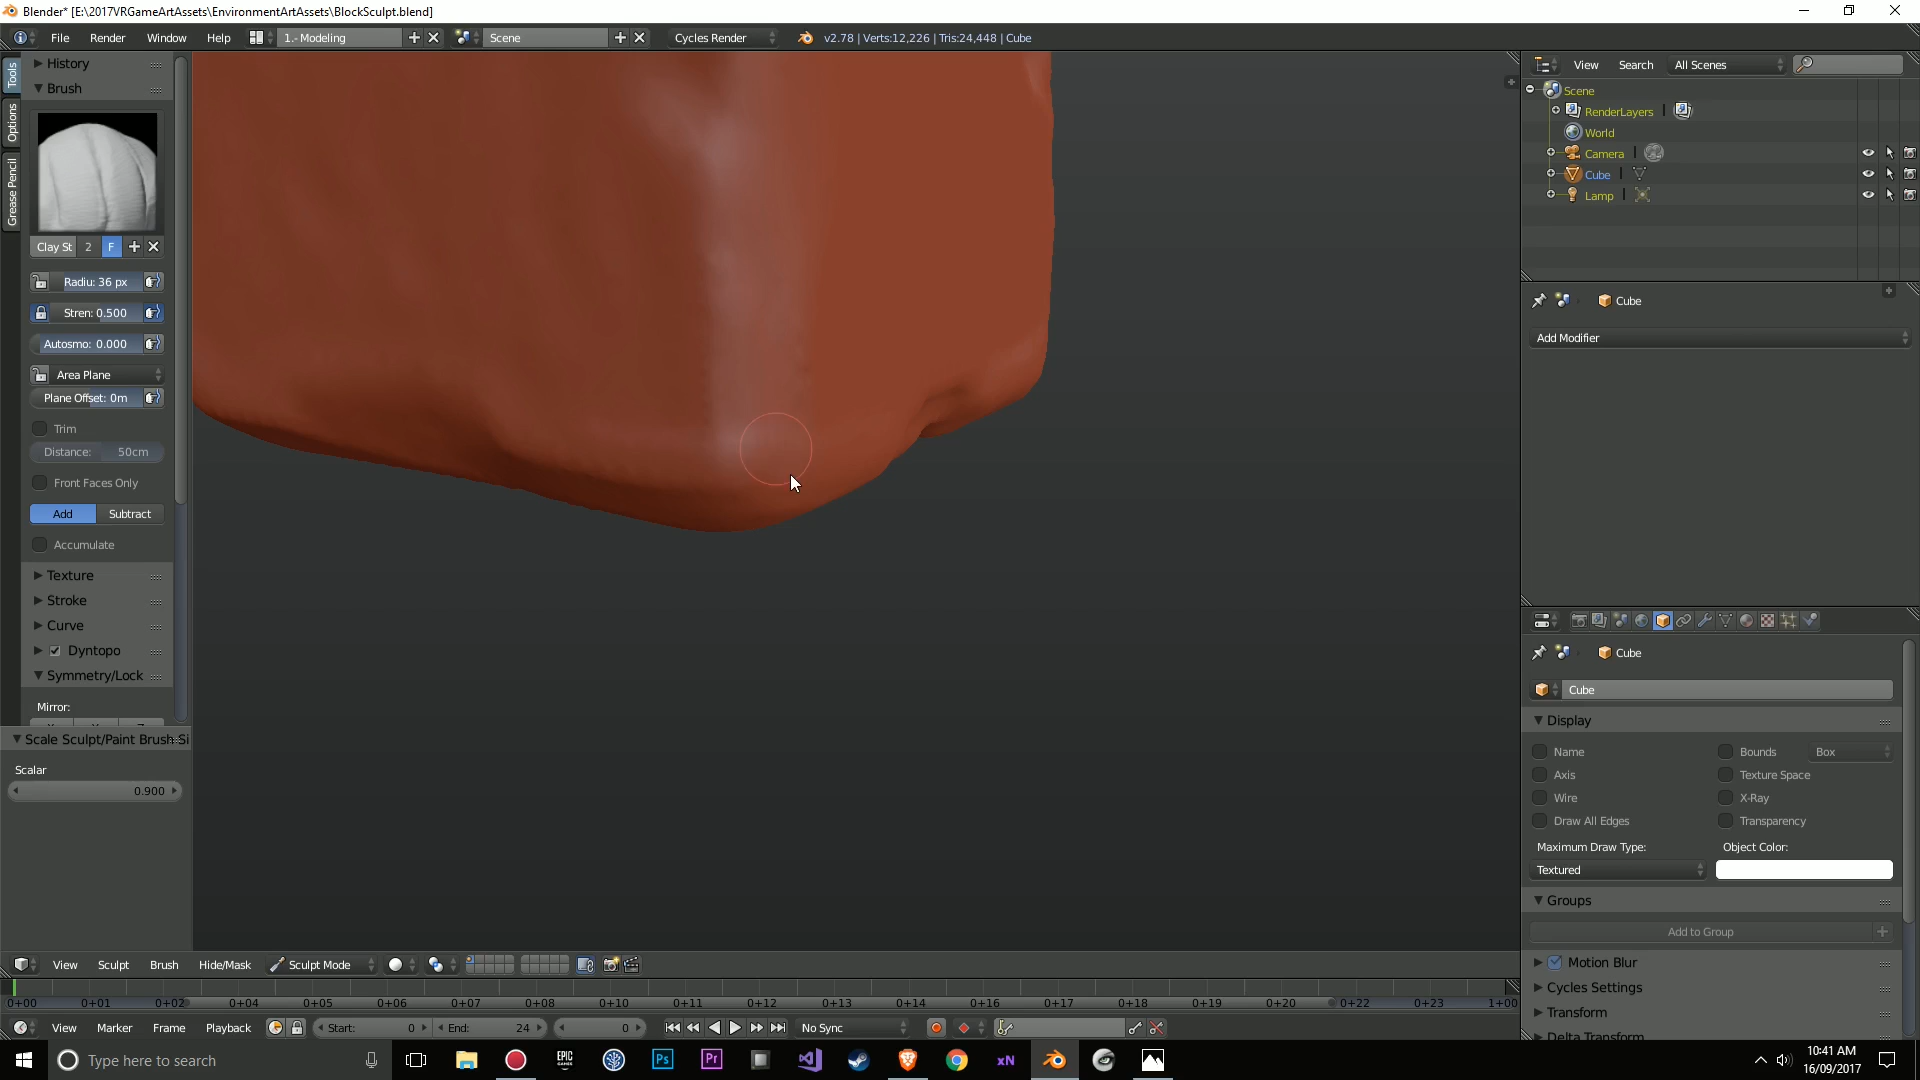 Blender* [E:\2017VRGameArtAssets\EnvironmentArtAssets\BlockSculpt.blend]
File Render Window Help 1.- Modeling Scene Cycles Render v2.78 | Verts:12,226 | Tris:24,448 | Cube
Tools
Options
Grease Pencil
History
Brush
Clay St 2 F
Radiu: 36 px
Stren: 0.500
Autosmo: 0.000
Area Plane
Plane Offset: 0m
Trim
Distance: 50cm
Front Faces Only
Add Subtract
Accumulate
Texture
Stroke
Curve
Dyntopo
Symmetry/Lock
Mirror:
Scale Sculpt/Paint Brush Si
Scalar
0.900
View Search All Scenes
Scene
RenderLayers
World
Camera
Cube
Lamp
Cube
Add Modifier
Cube
Cube
Display
Name Bounds Box
Axis Texture Space
Wire X-Ray
Draw All Edges Transparency
Maximum Draw Type: Object Color:
Textured
Groups
Add to Group
Motion Blur
Cycles Settings
Transform
Delta Transform
View Sculpt Brush Hide/Mask Sculpt Mode
0+00 0+01 0+02 0+04 0+05 0+06 0+07 0+08 0+10 0+11 0+12 0+13 0+14 0+16 0+17 0+18 0+19 0+20 0+22 0+23 1+00
View Marker Frame Playback Start: 0 End: 24 0 No Sync
Type here to search
EPIC GAMES
Ps
Pr
xN
10:41 AM
16/09/2017